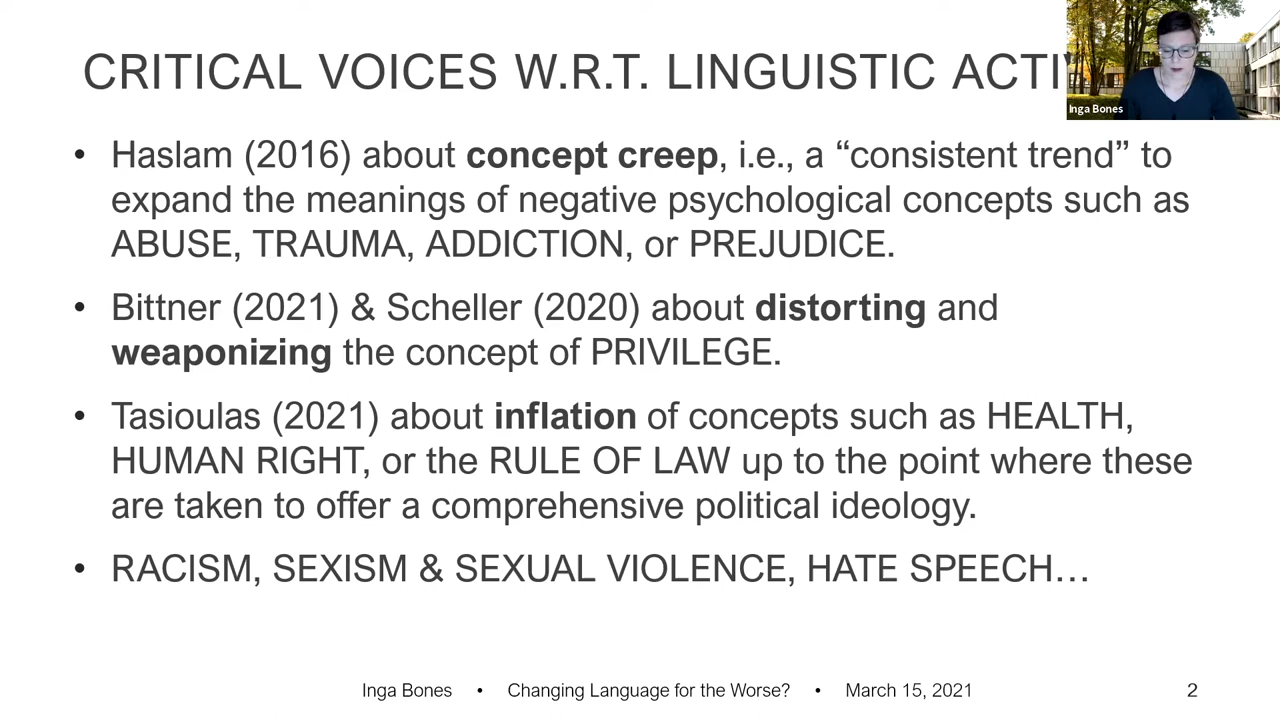 CRITICAL VOICES W.R.T. LINGUISTIC
Inga Bones
• Haslam (2016) about concept creep, i.e., a “consistent trend” to
expand the meanings of negative psychological concepts such as
ABUSE, TRAUMA, ADDICTION, or PREJUDICE.
• Bittner (2021) & Scheller (2020) about distorting and
weaponizing the concept of PRIVILEGE.
• Tasioulas (2021) about inflation of concepts such as HEALTH,
HUMAN RIGHT, or the RULE OF LAW up to the point where these
are taken to offer a comprehensive political ideology.
• RACISM, SEXISM & SEXUAL VIOLENCE, HATE SPEECH…
Inga Bones • Changing Language for the Worse? • March 15, 2021 2